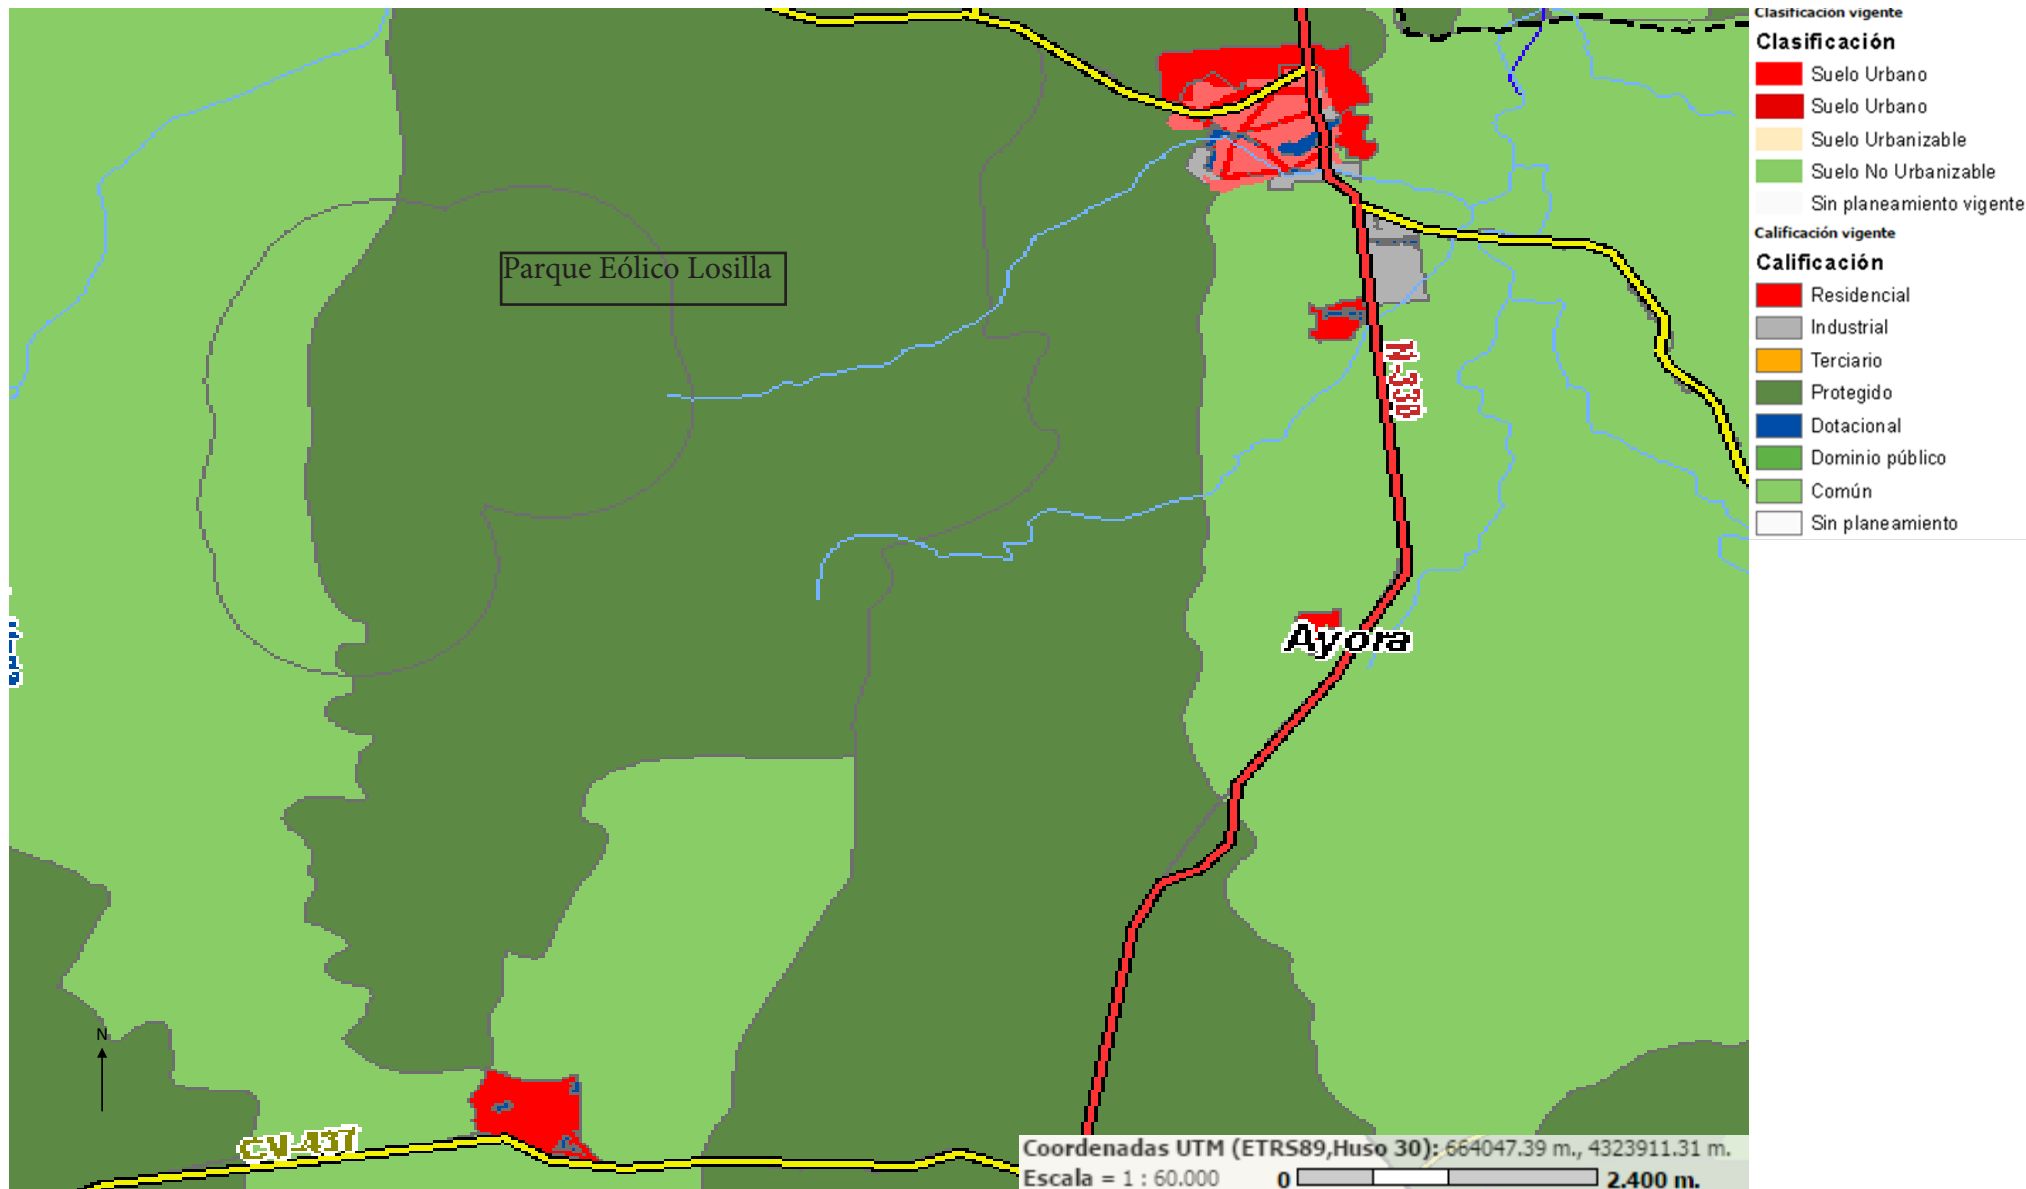 Clasificación vigente
Clasificación
Suelo Urbano
Suelo Urbano
Suelo Urbanizable
Suelo No Urbanizable
Sin planeamiento vigente
Calificación vigente
Calificación
Residencial
Industrial
Terciario
Protegido
Dotacional
Dominio público
Común
Sin planeamiento
Parque Eólico Losilla
N-330
Ayora
N
CV-437
Coordenadas UTM (ETRS89,Huso 30): 664047.39 m., 4323911.31 m.
Escala = 1 : 60.000
0 2.400 m.